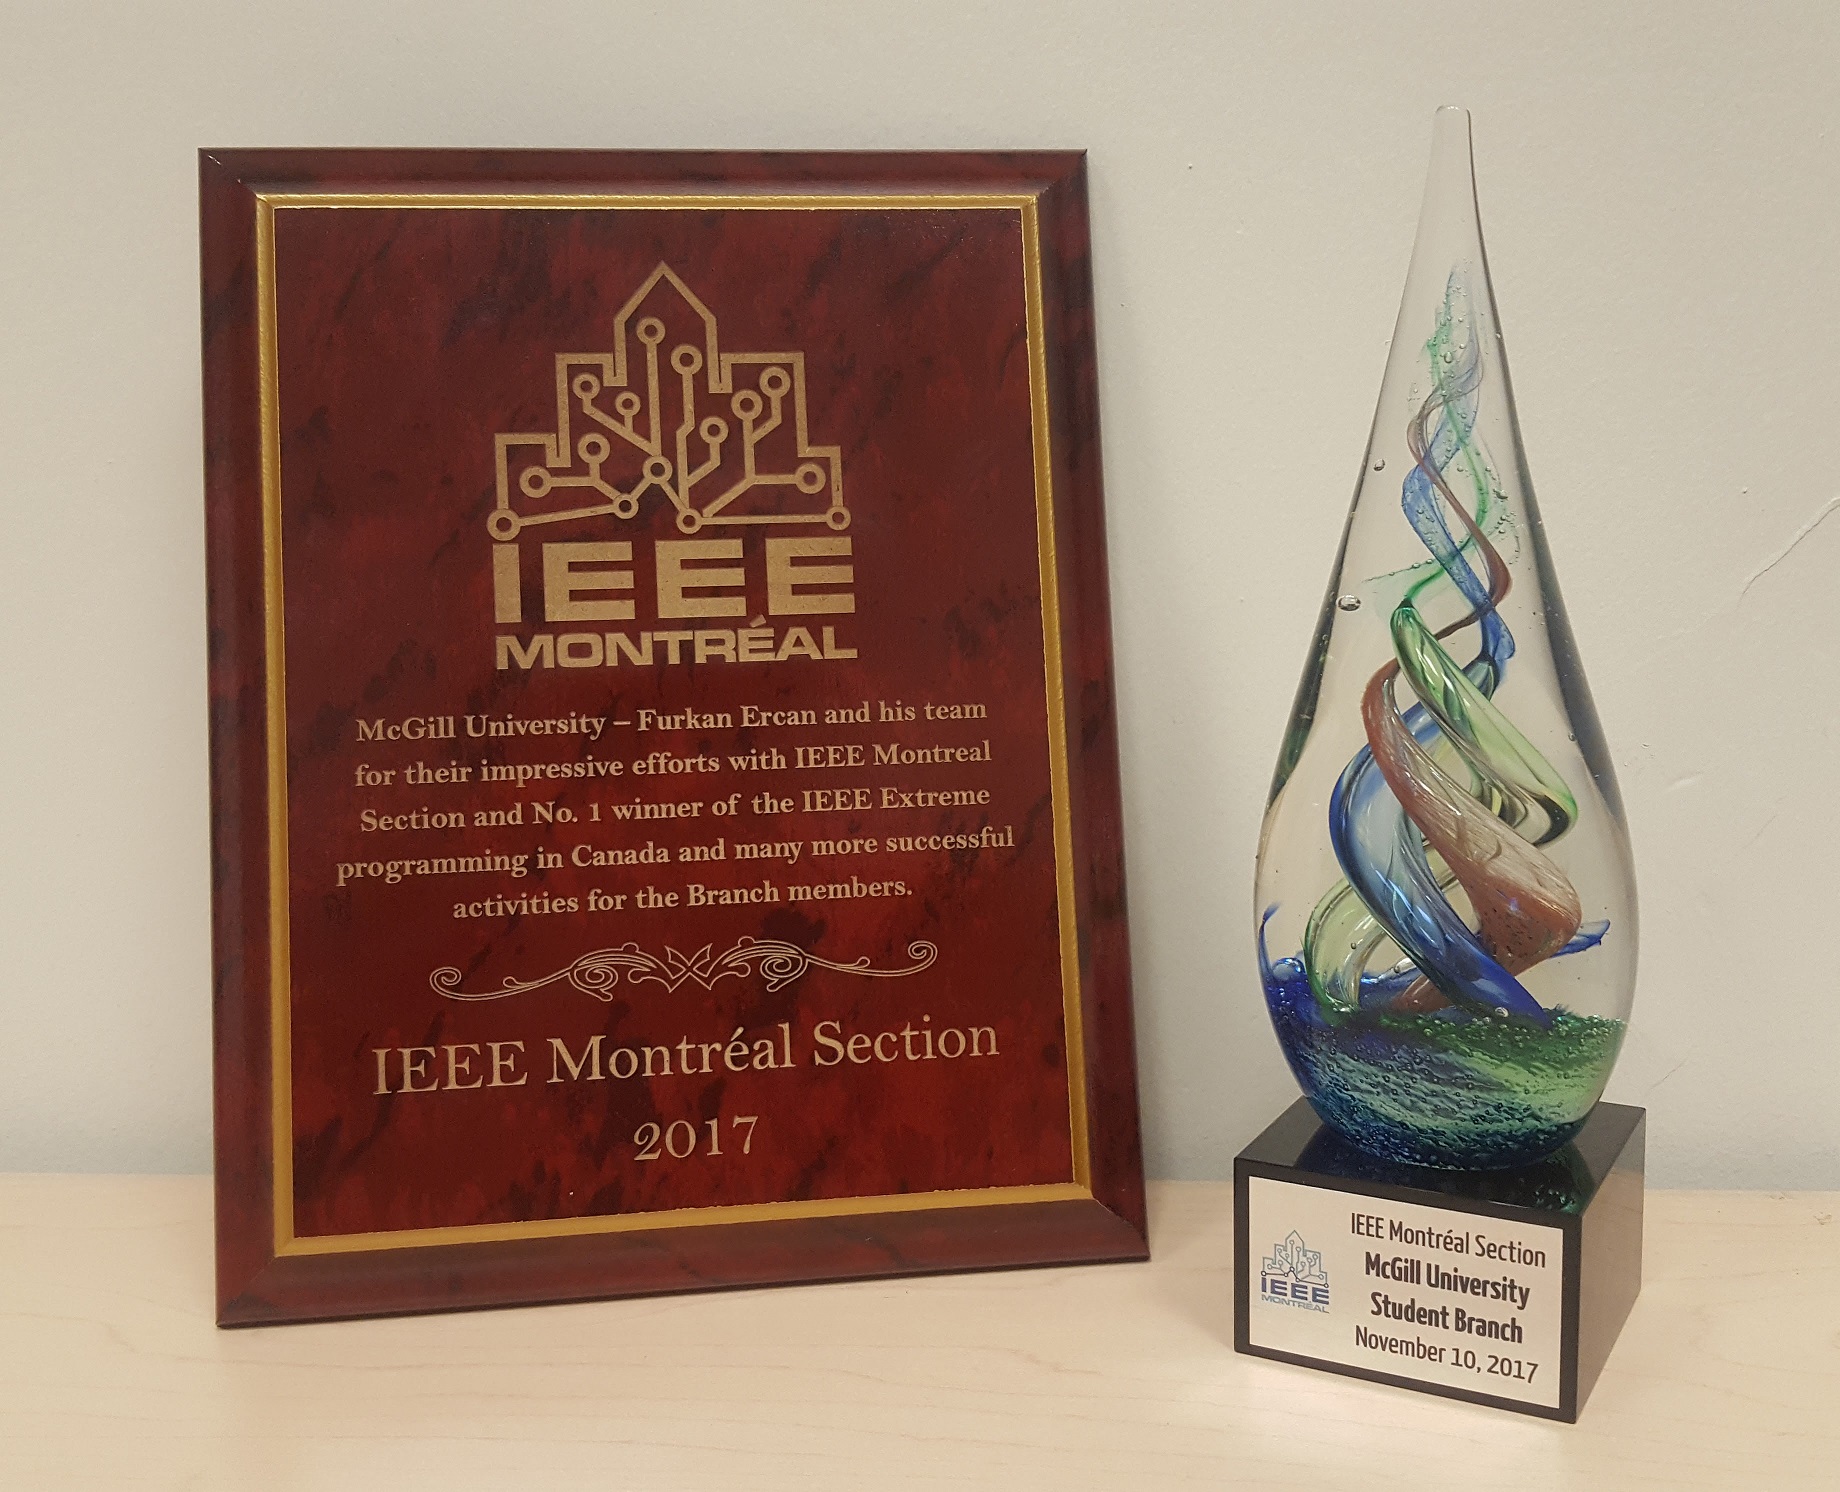 IEEE
MONTRÉAL
McGill University – Furkan Ercan and his team
for their impressive efforts with IEEE Montreal
Section and No. 1 winner of the IEEE Extreme
programming in Canada and many more successful
activities for the Branch members.
IEEE Montréal Section
2017
IEEE Montréal Section
McGill University
Student Branch
November 10, 2017
IEEE
MONTRÉAL